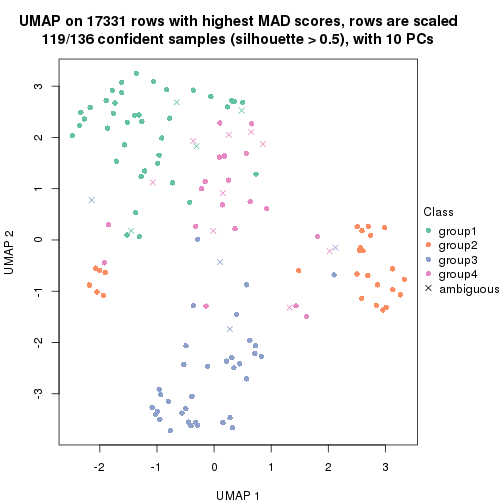 UMAP on 17331 rows with highest MAD scores, rows are scaled
119/136 confident samples (silhouette > 0.5), with 10 PCs
3
2
1
0
-1
-2
-3
UMAP 2
-2
-1
0
1
2
3
UMAP 1
Class
group1
group2
group3
group4
ambiguous